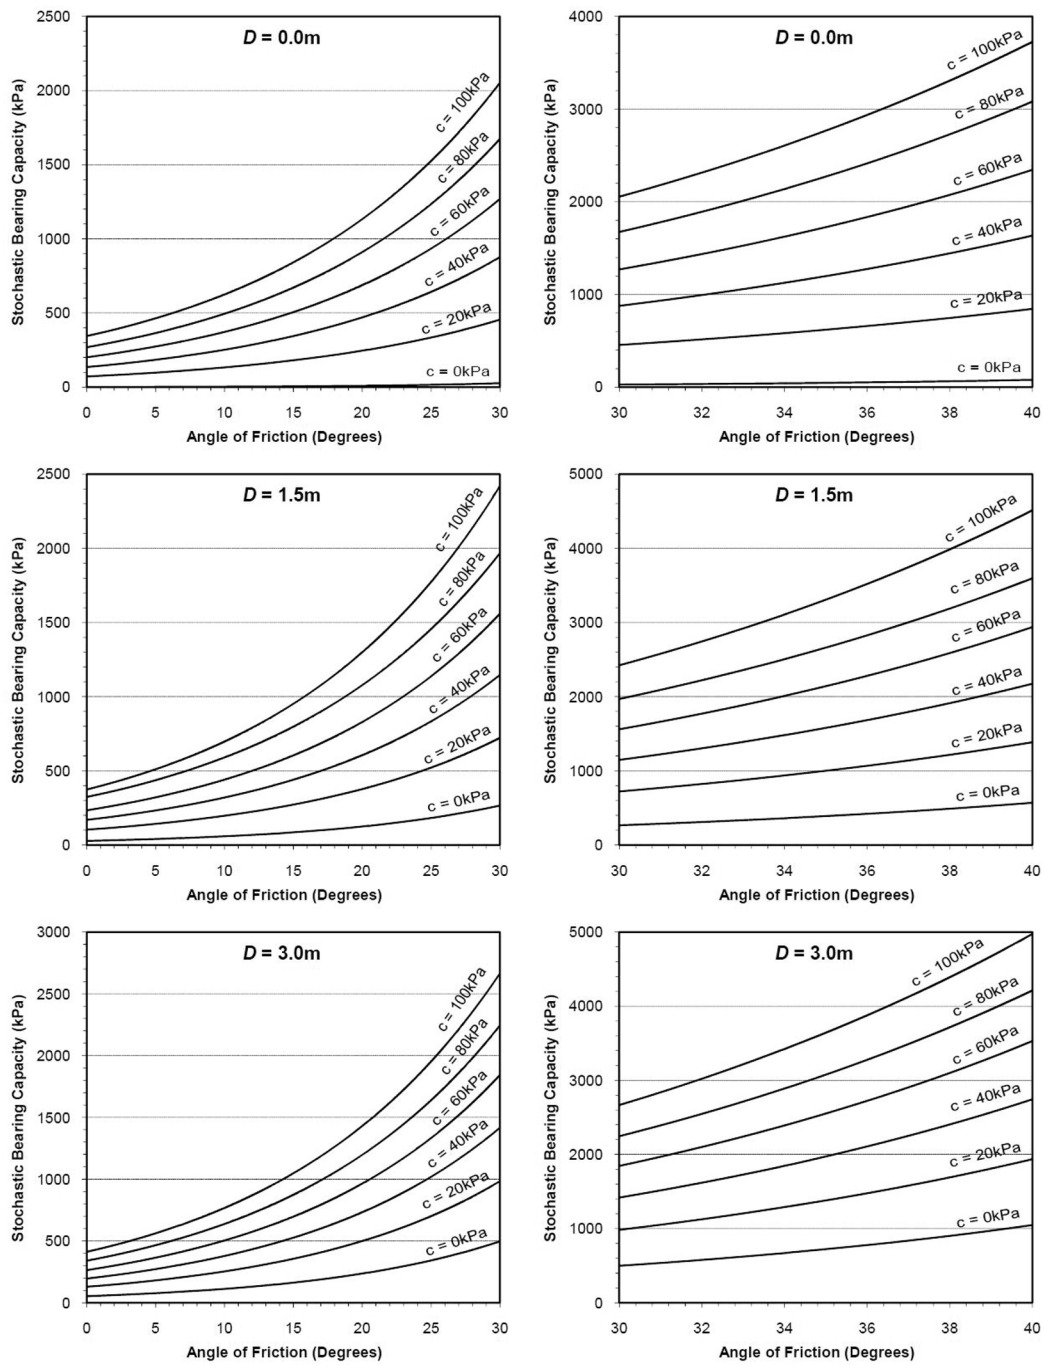 D = 0.0m
Stochastic Bearing Capacity (kPa)
2500
2000
1500
1000
500
0
c = 100kPa
c = 80kPa
c = 60kPa
c = 40kPa
c = 20kPa
c = 0kPa
0 5 10 15 20 25 30
Angle of Friction (Degrees)
D = 0.0m
Stochastic Bearing Capacity (kPa)
4000
3000
2000
1000
0
c = 100kPa
c = 80kPa
c = 60kPa
c = 40kPa
c = 20kPa
c = 0kPa
30 32 34 36 38 40
Angle of Friction (Degrees)
D = 1.5m
Stochastic Bearing Capacity (kPa)
2500
2000
1500
1000
500
0
c = 100kPa
c = 80kPa
c = 60kPa
c = 40kPa
c = 20kPa
c = 0kPa
0 5 10 15 20 25 30
Angle of Friction (Degrees)
D = 1.5m
Stochastic Bearing Capacity (kPa)
5000
4000
3000
2000
1000
0
c = 100kPa
c = 80kPa
c = 60kPa
c = 40kPa
c = 20kPa
c = 0kPa
30 32 34 36 38 40
Angle of Friction (Degrees)
D = 3.0m
Stochastic Bearing Capacity (kPa)
3000
2500
2000
1500
1000
500
0
c = 100kPa
c = 80kPa
c = 60kPa
c = 40kPa
c = 20kPa
c = 0kPa
0 5 10 15 20 25 30
Angle of Friction (Degrees)
D = 3.0m
Stochastic Bearing Capacity (kPa)
5000
4000
3000
2000
1000
0
c = 100kPa
c = 80kPa
c = 60kPa
c = 40kPa
c = 20kPa
c = 0kPa
30 32 34 36 38 40
Angle of Friction (Degrees)